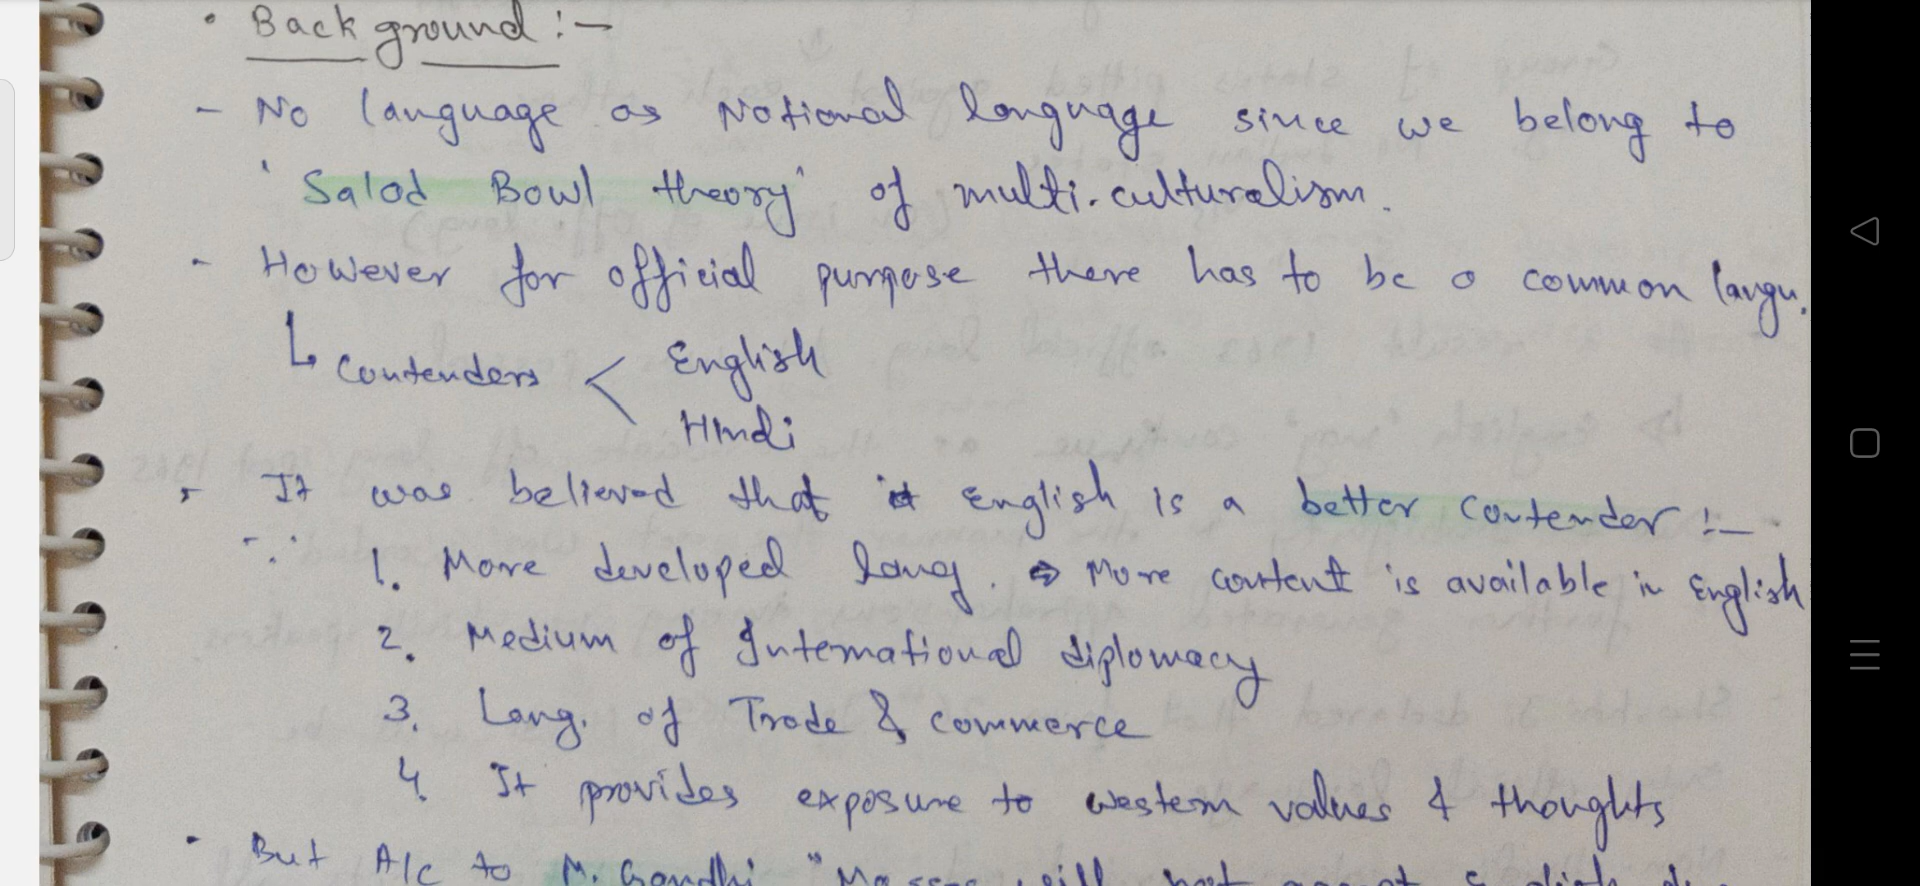 • Background :-
- No language as National language since we belong to
'Salad Bowl theory' of multi-culturalism.
- However for official purpose there has to be a common langu.
↳ Contenders < English
Hindi
- It was believed that English is a better contender :-
∵ 1. More developed lang. ⇒ More content is available in English
2. Medium of International diplomacy
3. Lang. of Trade & commerce
4. It provides exposure to western values & thoughts
• But A/c to M. Gandhi "Masses will not accept